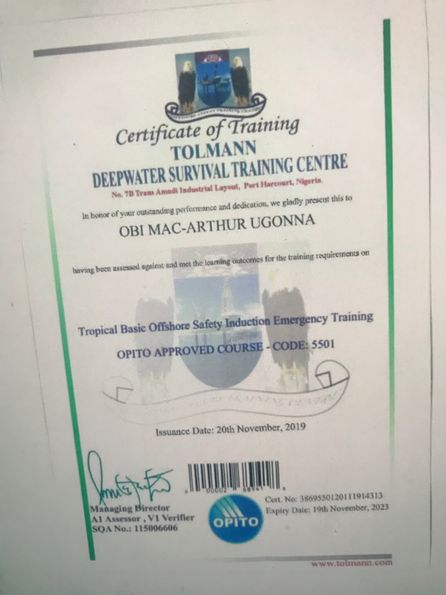 Certificate of Training
TOLMANN
DEEPWATER SURVIVAL TRAINING CENTRE
No. 7B Trans Amadi Industrial Layout, Port Harcourt, Nigeria.
In honor of your outstanding performance and dedication, we gladly present this to
OBI MAC-ARTHUR UGONNA
having been assessed against and met the learning outcomes for the training requirements on
Tropical Basic Offshore Safety Induction Emergency Training
OPITO APPROVED COURSE - CODE: 5501
Issuance Date: 20th November, 2019
Managing Director
A1 Assessor , V1 Verifier
SQA No.: 115006606
OPITO
Cert. No: 3869550120111914313
Expiry Date: 19th November, 2023
www.tolmann.com